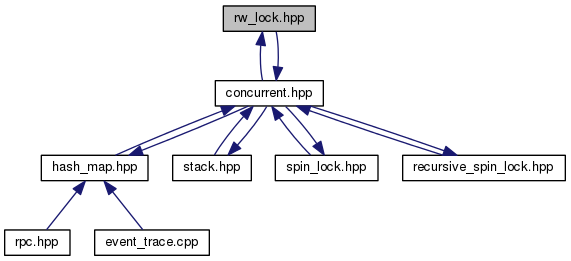 rw_lock.hpp
concurrent.hpp
hash_map.hpp
stack.hpp
spin_lock.hpp
recursive_spin_lock.hpp
rpc.hpp
event_trace.cpp